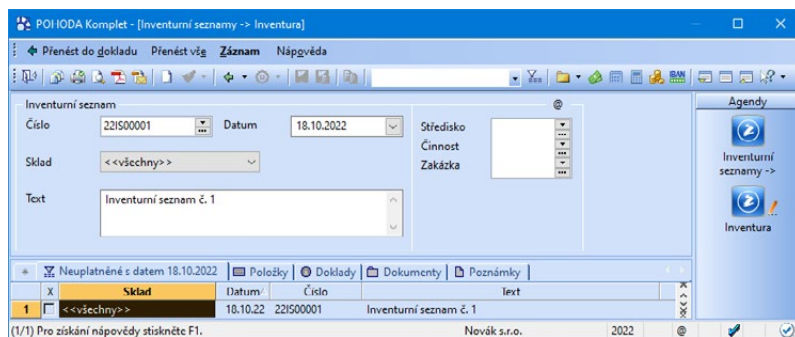 POHODA Komplet - [Inventurní seznamy -> Inventura]
Přenést do dokladu Přenést vše Záznam Nápověda
IBAN
Inventurní seznam @ Agendy
Číslo 22IS00001 Datum 18.10.2022 Středisko
Činnost
Sklad <<všechny>> Zakázka
Inventurní
seznamy ->
Text Inventurní seznam č. 1
Inventura
* Neuplatněné s datem 18.10.2022 Položky Doklady Dokumenty Poznámky
X Sklad Datum Číslo Text
1 <<všechny>> 18.10.22 22IS00001 Inventurní seznam č. 1
(1/1) Pro získání nápovědy stiskněte F1. Novák s.r.o. 2022 @